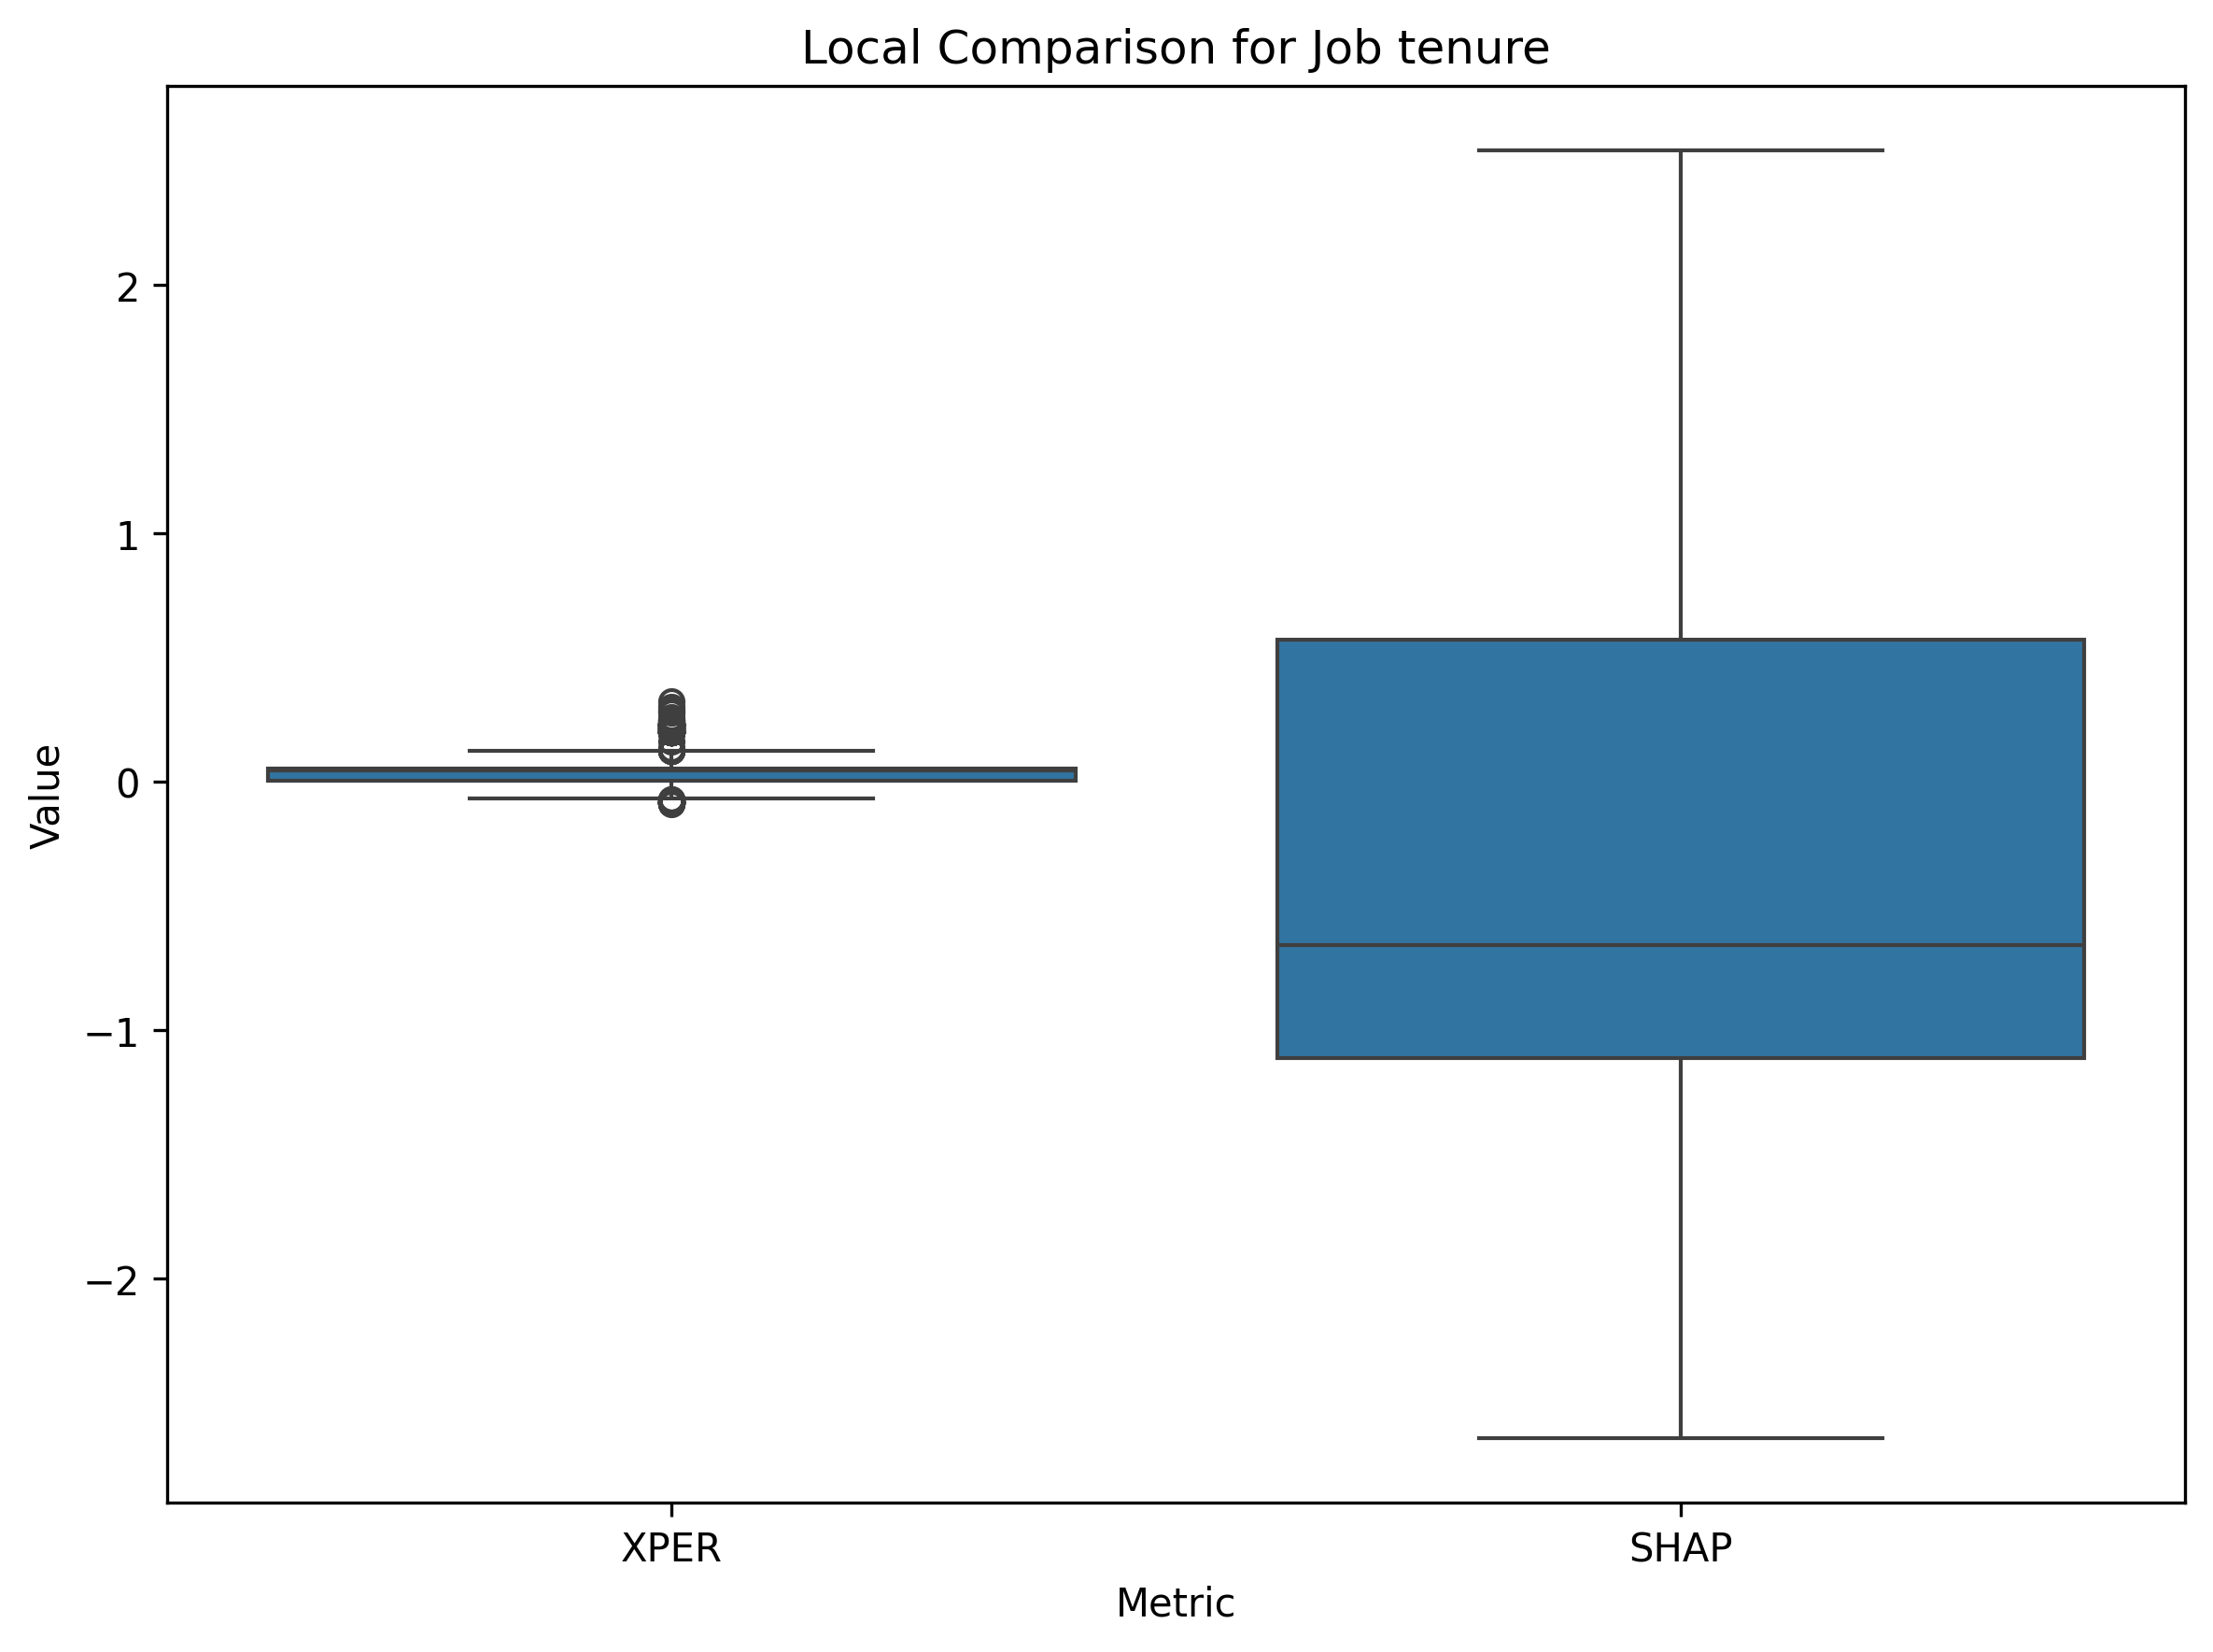 Local Comparison for Job tenure
Value
2
1
0
−1
−2
XPER
SHAP
Metric